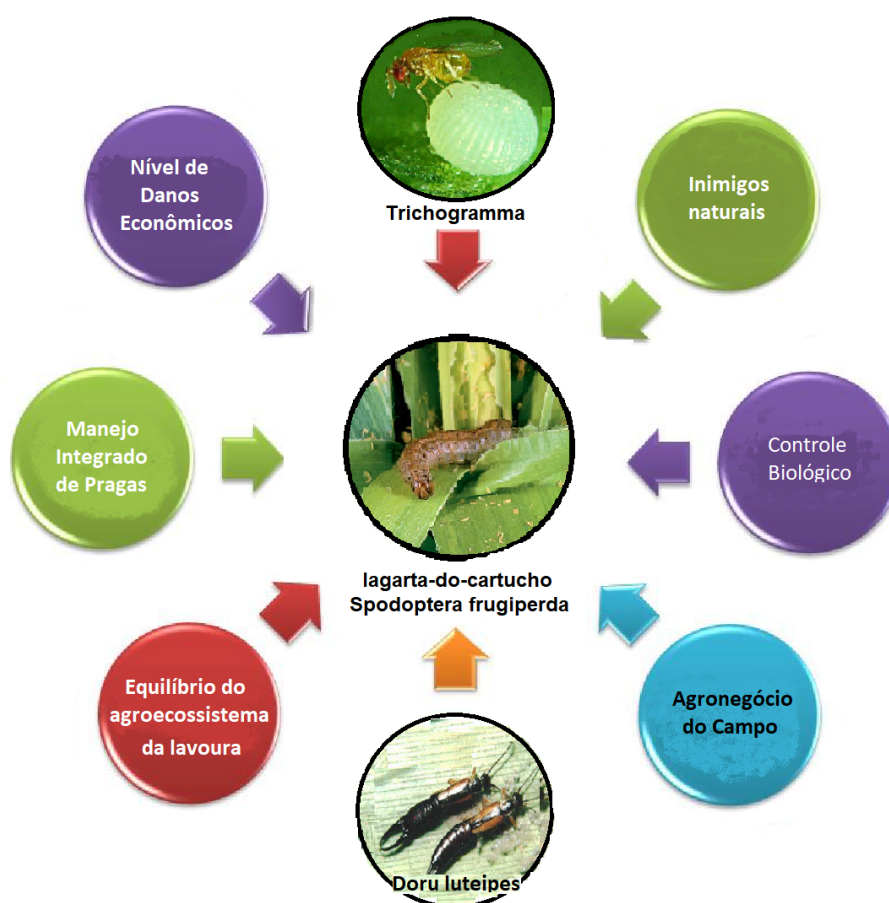 Trichogramma
Nível de
Danos
Econômicos
Inimigos
naturais
Manejo
Integrado
de Pragas
Controle
Biológico
lagarta-do-cartucho
Spodoptera frugiperda
Equilíbrio do
agroecossistema
da lavoura
Agronegócio
do Campo
Doru luteipes